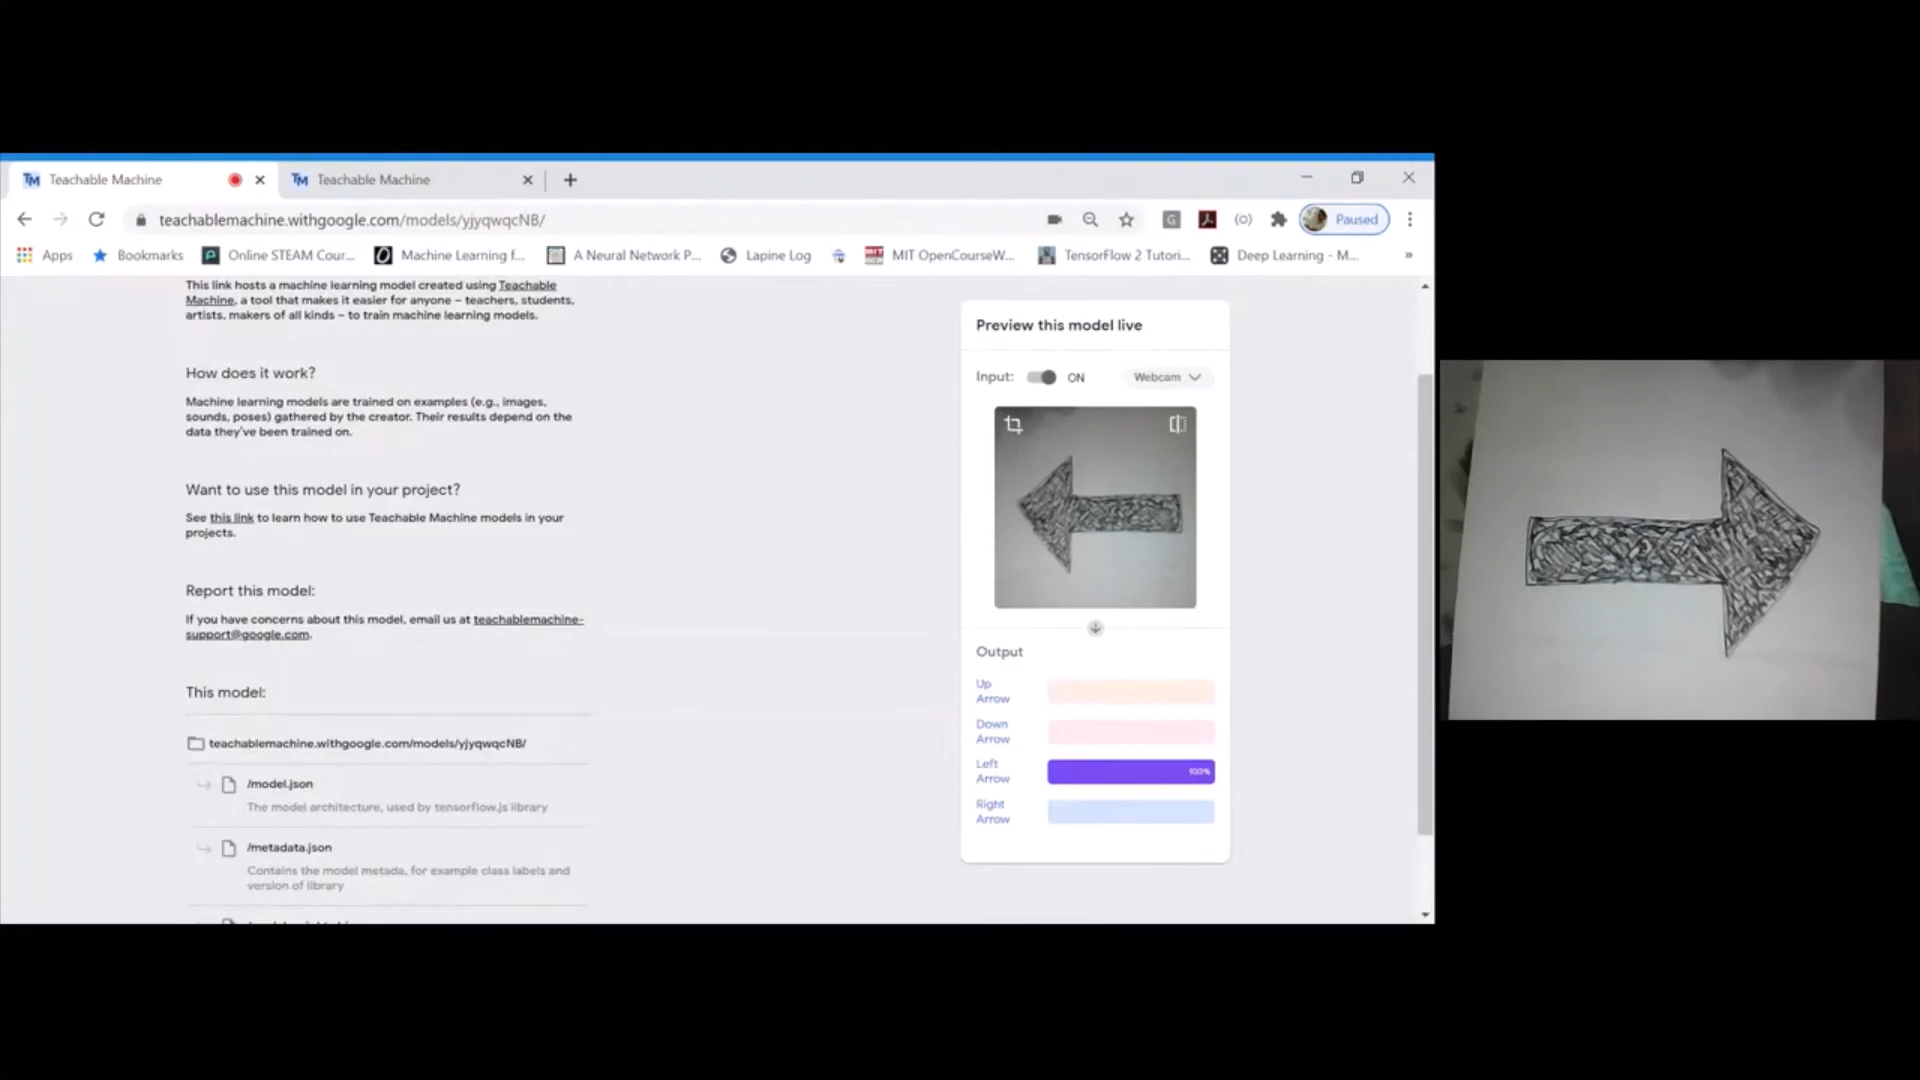 Teachable Machine
Teachable Machine
teachablemachine.withgoogle.com/models/yjyqwqcNB/
Paused
Apps
Bookmarks
Online STEAM Cour...
Machine Learning f...
A Neural Network P...
Lapine Log
MIT OpenCourseW...
TensorFlow 2 Tutori...
Deep Learning - M...
»
This link hosts a machine learning model created using Teachable
Machine, a tool that makes it easier for anyone – teachers, students,
artists, makers of all kinds – to train machine learning models.
How does it work?
Machine learning models are trained on examples (e.g., images,
sounds, poses) gathered by the creator. Their results depend on the
data they've been trained on.
Want to use this model in your project?
See this link to learn how to use Teachable Machine models in your
projects.
Report this model:
If you have concerns about this model, email us at teachablemachine-
support@google.com.
This model:
teachablemachine.withgoogle.com/models/yjyqwqcNB/
/model.json
The model architecture, used by tensorflow.js library
/metadata.json
Contains the model metada, for example class labels and
version of library
Preview this model live
Input:
ON
Webcam
Output
Up
Arrow
Down
Arrow
Left
Arrow
100%
Right
Arrow